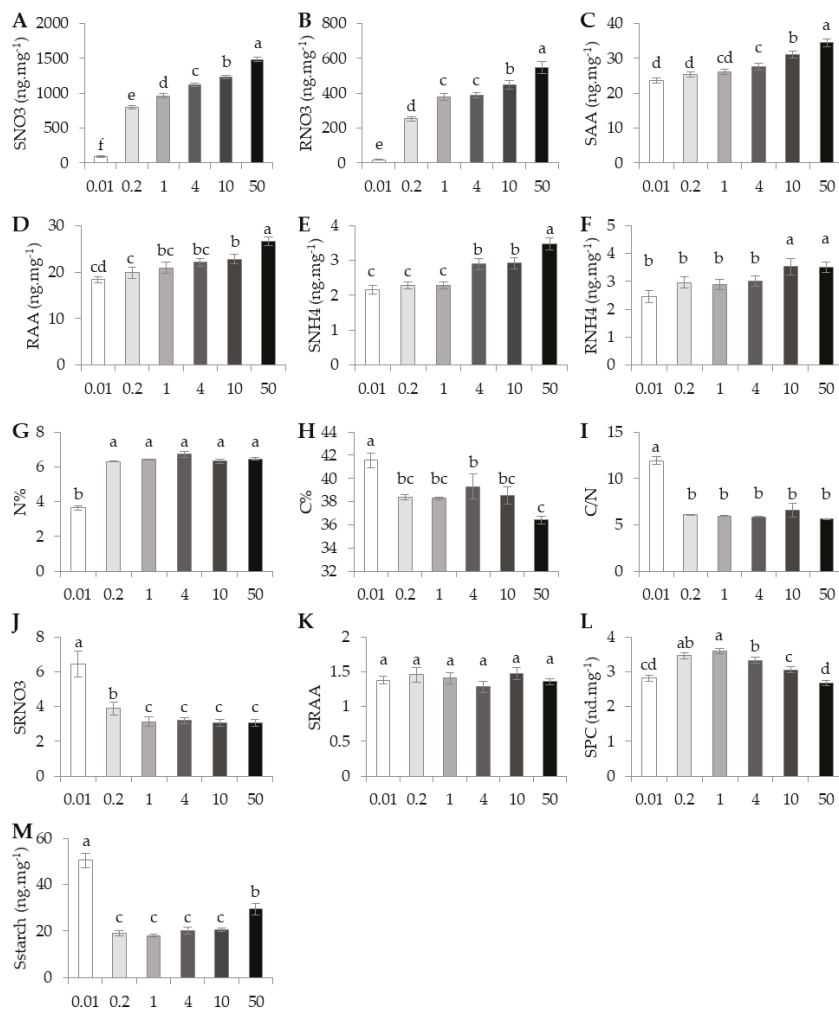 A
SNO3 (ng.mg-1)
2000
1500
1000
500
0
f
e
d
c
b
a
0.01 0.2 1 4 10 50
B
RNO3 (ng.mg-1)
800
600
400
200
0
e
d
c
c
b
a
0.01 0.2 1 4 10 50
C
SAA (ng.mg-1)
40
30
20
10
0
d
d
cd
c
b
a
0.01 0.2 1 4 10 50
D
RAA (ng.mg-1)
30
20
10
0
cd
c
bc
bc
b
a
0.01 0.2 1 4 10 50
E
SNH4 (ng.mg-1)
4
3
2
1
0
c
c
c
b
b
a
0.01 0.2 1 4 10 50
F
RNH4 (ng.mg-1)
5
4
3
2
1
0
b
b
b
b
a
a
0.01 0.2 1 4 10 50
G
N%
8
6
4
2
0
b
a
a
a
a
a
0.01 0.2 1 4 10 50
H
C%
44
42
40
38
36
34
32
a
bc
bc
b
bc
c
0.01 0.2 1 4 10 50
I
C/N
15
10
5
0
a
b
b
b
b
b
0.01 0.2 1 4 10 50
J
SRNO3
8
6
4
2
0
a
b
c
c
c
c
0.01 0.2 1 4 10 50
K
SRAA
2
1.5
1
0.5
0
a
a
a
a
a
a
0.01 0.2 1 4 10 50
L
SPC (nd.mg-1)
4
3
2
1
0
cd
ab
a
b
c
d
0.01 0.2 1 4 10 50
M
Sstarch (ng.mg-1)
60
40
20
0
a
c
c
c
c
b
0.01 0.2 1 4 10 50